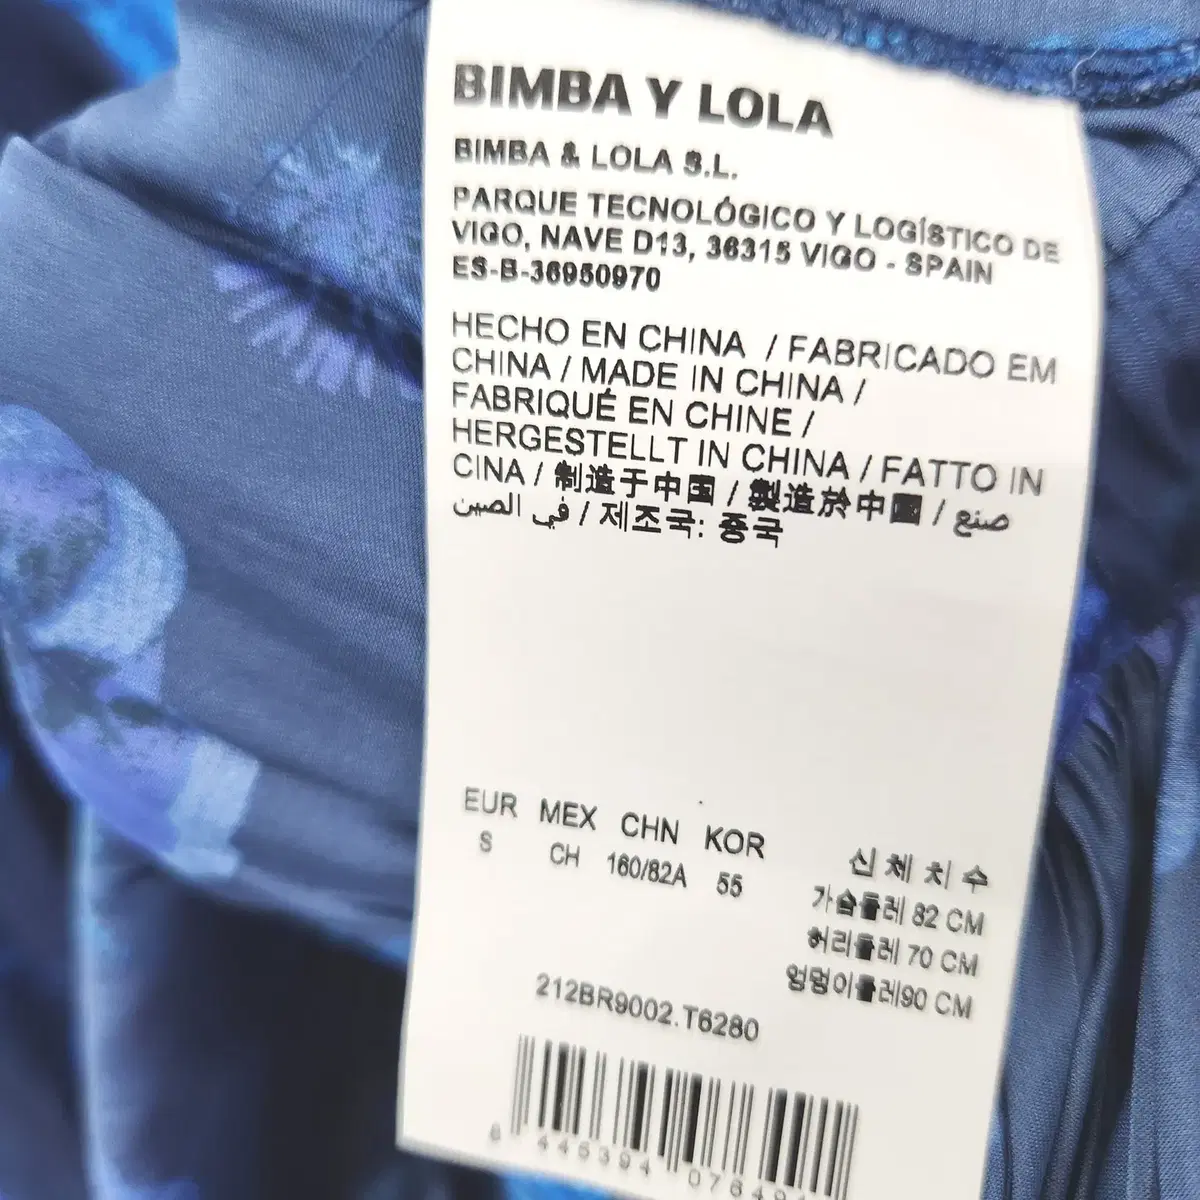 BIMBA Y LOLA
BIMBA & LOLA S.L.
PARQUE TECNOLÓGICO Y LOGÍSTICO DE
VIGO, NAVE D13, 36315 VIGO - SPAIN
ES-B-36950970
HECHO EN CHINA / FABRICADO EM
CHINA / MADE IN CHINA /
FABRIQUÉ EN CHINE /
HERGESTELLT IN CHINA / FATTO IN
CINA / 制造于中国 / 製造於中國 / صنع
في الصين / 제조국: 중국
EUR MEX CHN KOR
S CH 160/82A 55
신체치수
가슴둘레 82 CM
허리둘레 70 CM
엉덩이둘레90 CM
212BR9002.T6280
8 445394